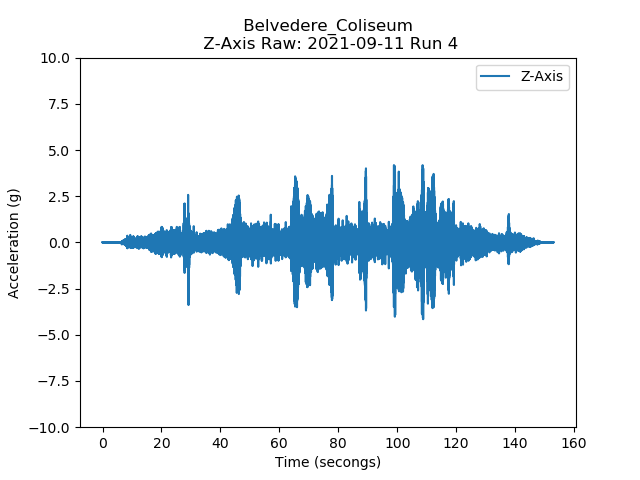 Belvedere_Coliseum
Z-Axis Raw: 2021-09-11 Run 4
Z-Axis
10.0
7.5
5.0
2.5
0.0
−2.5
−5.0
−7.5
−10.0
Acceleration (g)
0 20 40 60 80 100 120 140 160
Time (secongs)